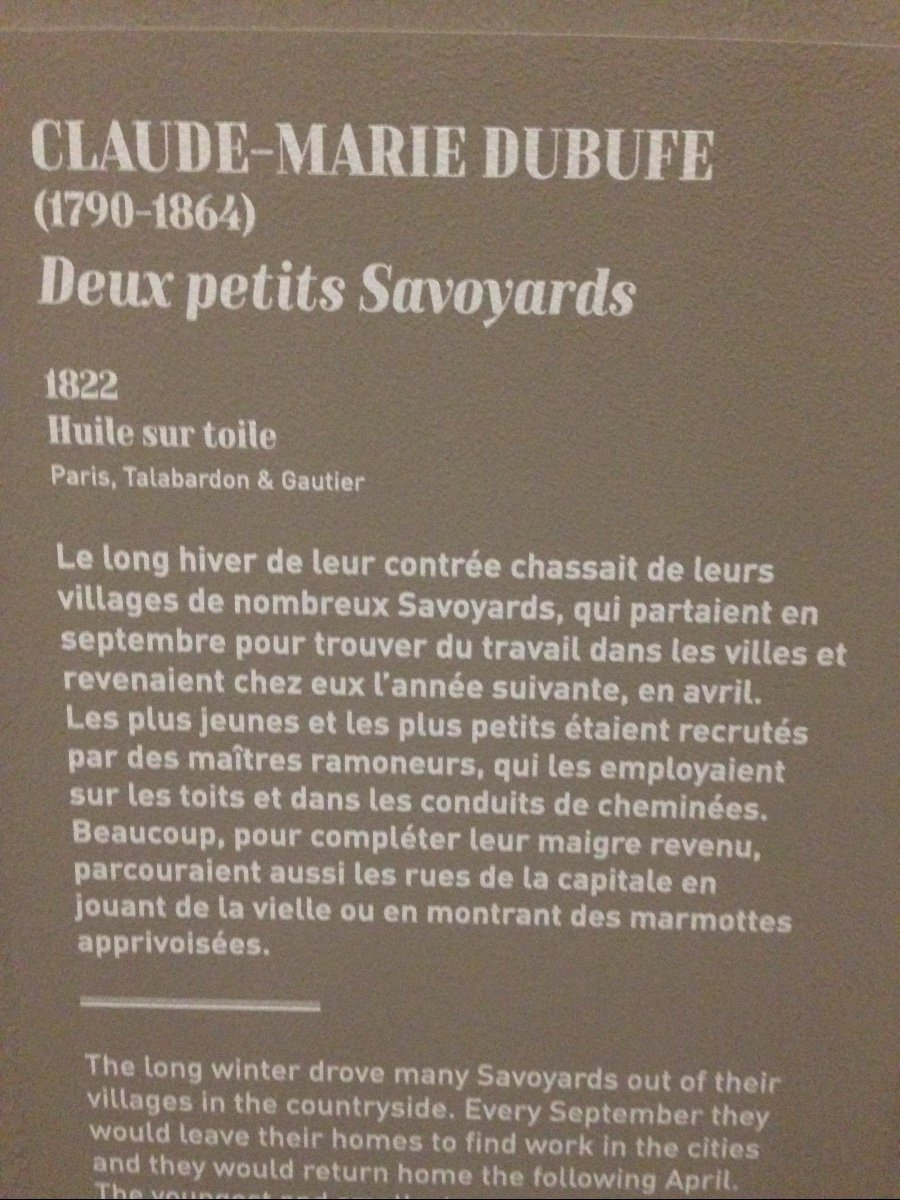 CLAUDE-MARIE DUBUFE
(1790-1864)
Deux petits Savoyards
1822
Huile sur toile
Paris, Talabardon & Gautier
Le long hiver de leur contrée chassait de leurs
villages de nombreux Savoyards, qui partaient en
septembre pour trouver du travail dans les villes et
revenaient chez eux l'année suivante, en avril.
Les plus jeunes et les plus petits étaient recrutés
par des maîtres ramoneurs, qui les employaient
sur les toits et dans les conduits de cheminées.
Beaucoup, pour compléter leur maigre revenu,
parcouraient aussi les rues de la capitale en
jouant de la vielle ou en montrant des marmottes
apprivoisées.
The long winter drove many Savoyards out of their
villages in the countryside. Every September they
would leave their homes to find work in the cities
and they would return home the following April.
The youngest and